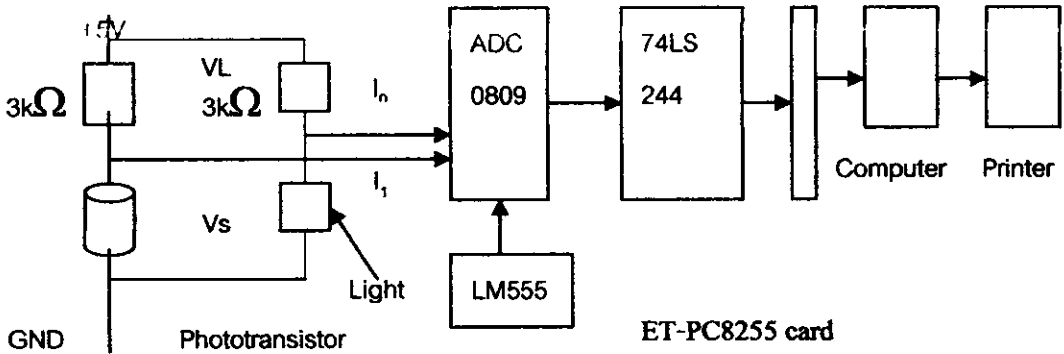 +5V
VL
3kΩ
3kΩ
I₀
I₁
Vs
Light
GND
Phototransistor
ADC
0809
LM555
74LS
244
ET-PC8255 card
Computer
Printer